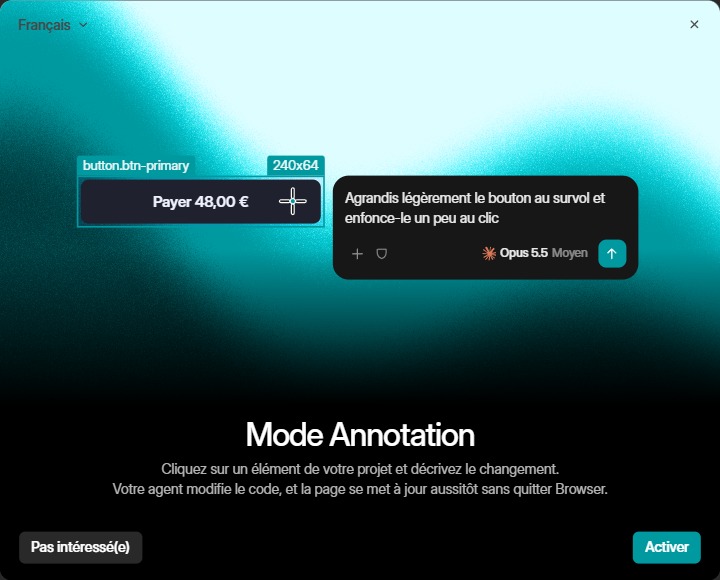 Français
button.btn-primary
240x64
Payer 48,00 €
Agrandis légèrement le bouton au survol et
enfonce-le un peu au clic
Opus 5.5 Moyen
Mode Annotation
Cliquez sur un élément de votre projet et décrivez le changement.
Votre agent modifie le code, et la page se met à jour aussitôt sans quitter Browser.
Pas intéressé(e)
Activer